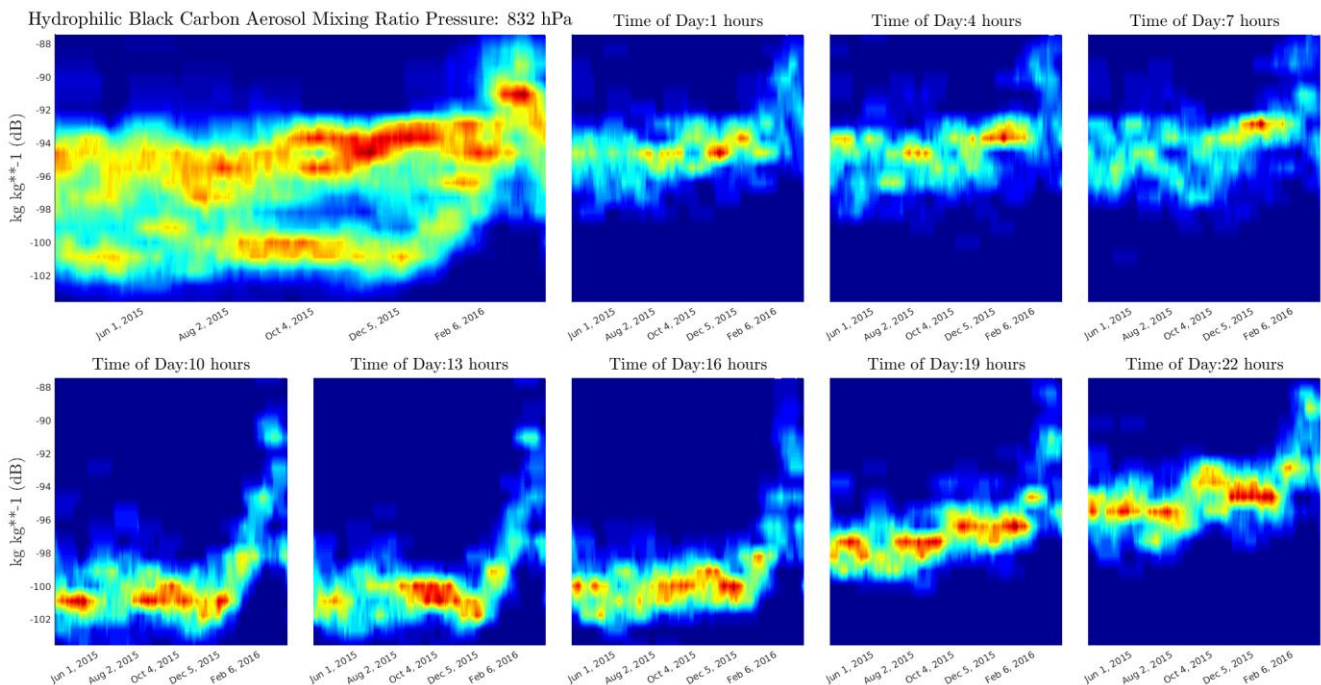 Hydrophilic Black Carbon Aerosol Mixing Ratio Pressure: 832 hPa
Time of Day:1 hours
Time of Day:4 hours
Time of Day:7 hours
kg kg**-1 (dB)
-88
-90
-92
-94
-96
-98
-100
-102
Jun 1, 2015
Aug 2, 2015
Oct 4, 2015
Dec 5, 2015
Feb 6, 2016
Jun 1, 2015
Aug 2, 2015
Oct 4, 2015
Dec 5, 2015
Feb 6, 2016
Jun 1, 2015
Aug 2, 2015
Oct 4, 2015
Dec 5, 2015
Feb 6, 2016
Jun 1, 2015
Aug 2, 2015
Oct 4, 2015
Dec 5, 2015
Feb 6, 2016
Time of Day:10 hours
Time of Day:13 hours
Time of Day:16 hours
Time of Day:19 hours
Time of Day:22 hours
kg kg**-1 (dB)
-88
-90
-92
-94
-96
-98
-100
-102
Jun 1, 2015
Aug 2, 2015
Oct 4, 2015
Dec 5, 2015
Feb 6, 2016
Jun 1, 2015
Aug 2, 2015
Oct 4, 2015
Dec 5, 2015
Feb 6, 2016
Jun 1, 2015
Aug 2, 2015
Oct 4, 2015
Dec 5, 2015
Feb 6, 2016
Jun 1, 2015
Aug 2, 2015
Oct 4, 2015
Dec 5, 2015
Feb 6, 2016
Jun 1, 2015
Aug 2, 2015
Oct 4, 2015
Dec 5, 2015
Feb 6, 2016